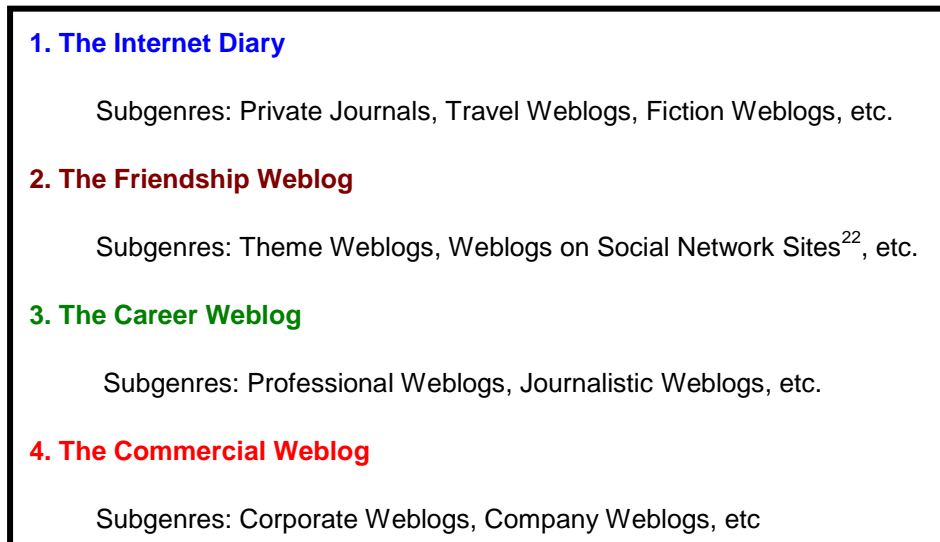 1. The Internet Diary
Subgenres: Private Journals, Travel Weblogs, Fiction Weblogs, etc.
2. The Friendship Weblog
Subgenres: Theme Weblogs, Weblogs on Social Network Sites22, etc.
3. The Career Weblog
Subgenres: Professional Weblogs, Journalistic Weblogs, etc.
4. The Commercial Weblog
Subgenres: Corporate Weblogs, Company Weblogs, etc